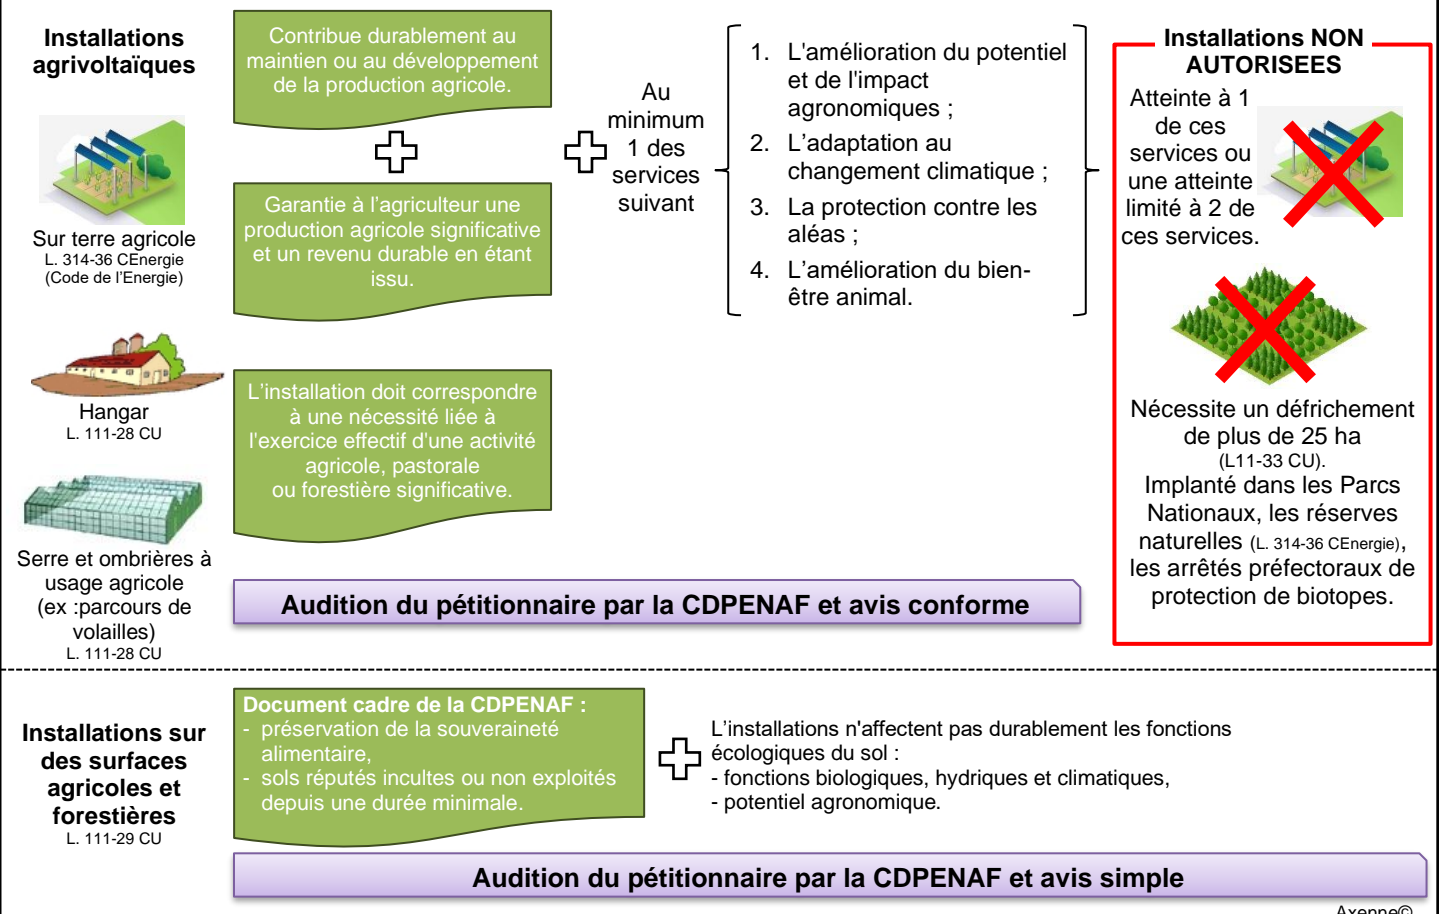 Installations
agrivoltaïques
Sur terre agricole
L. 314-36 CEnergie
(Code de l'Energie)
Hangar
L. 111-28 CU
Serre et ombrières à
usage agricole
(ex :parcours de
volailles)
L. 111-28 CU
Contribue durablement au
maintien ou au développement
de la production agricole.
Garantie à l'agriculteur une
production agricole significative
et un revenu durable en étant
issu.
L'installation doit correspondre
à une nécessité liée à
l'exercice effectif d'une activité
agricole, pastorale
ou forestière significative.
Au
minimum
1 des
services
suivant
1. L'amélioration du potentiel
et de l'impact
agronomiques ;
2. L'adaptation au
changement climatique ;
3. La protection contre les
aléas ;
4. L'amélioration du bien-
être animal.
Installations NON
AUTORISEES
Atteinte à 1
de ces
services ou
une atteinte
limité à 2 de
ces services.
Nécessite un défrichement
de plus de 25 ha
(L11-33 CU).
Implanté dans les Parcs
Nationaux, les réserves
naturelles (L. 314-36 CEnergie),
les arrêtés préfectoraux de
protection de biotopes.
Audition du pétitionnaire par la CDPENAF et avis conforme
Installations sur
des surfaces
agricoles et
forestières
L. 111-29 CU
Document cadre de la CDPENAF :
- préservation de la souveraineté
alimentaire,
- sols réputés incultes ou non exploités
depuis une durée minimale.
L'installations n'affectent pas durablement les fonctions
écologiques du sol :
- fonctions biologiques, hydriques et climatiques,
- potentiel agronomique.
Audition du pétitionnaire par la CDPENAF et avis simple
Axenne©